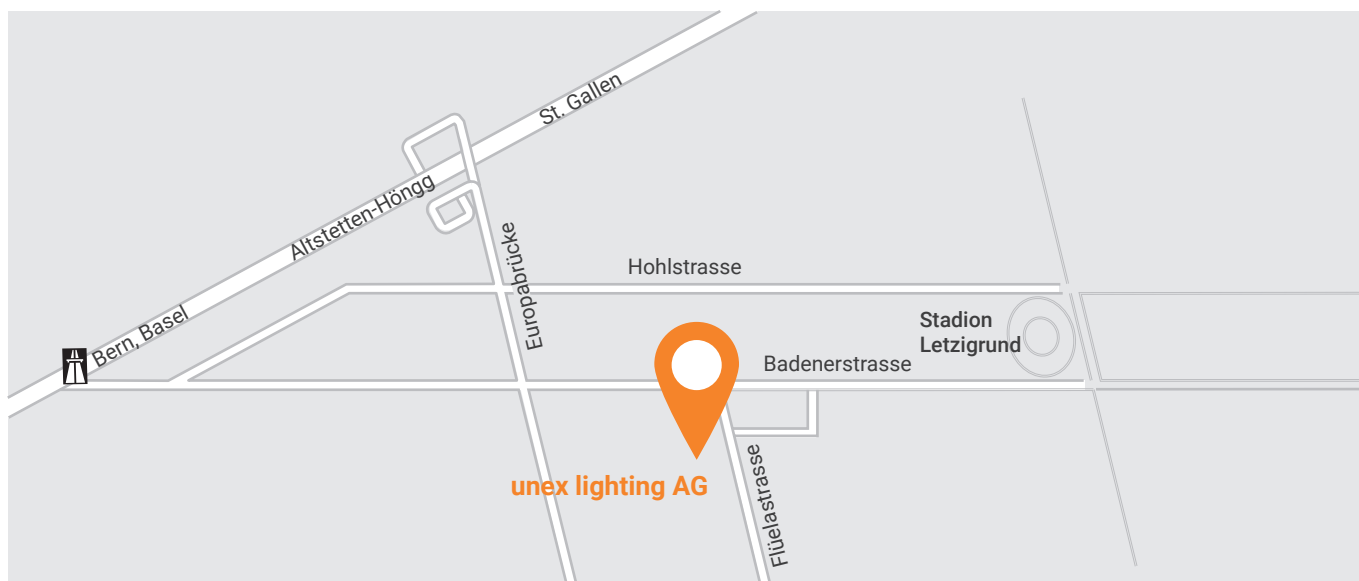 St. Gallen
Altstetten-Höngg
Europabrücke
Hohlstrasse
Bern, Basel
Stadion
Letzigrund
Badenerstrasse
unex lighting AG
Flüelastrasse